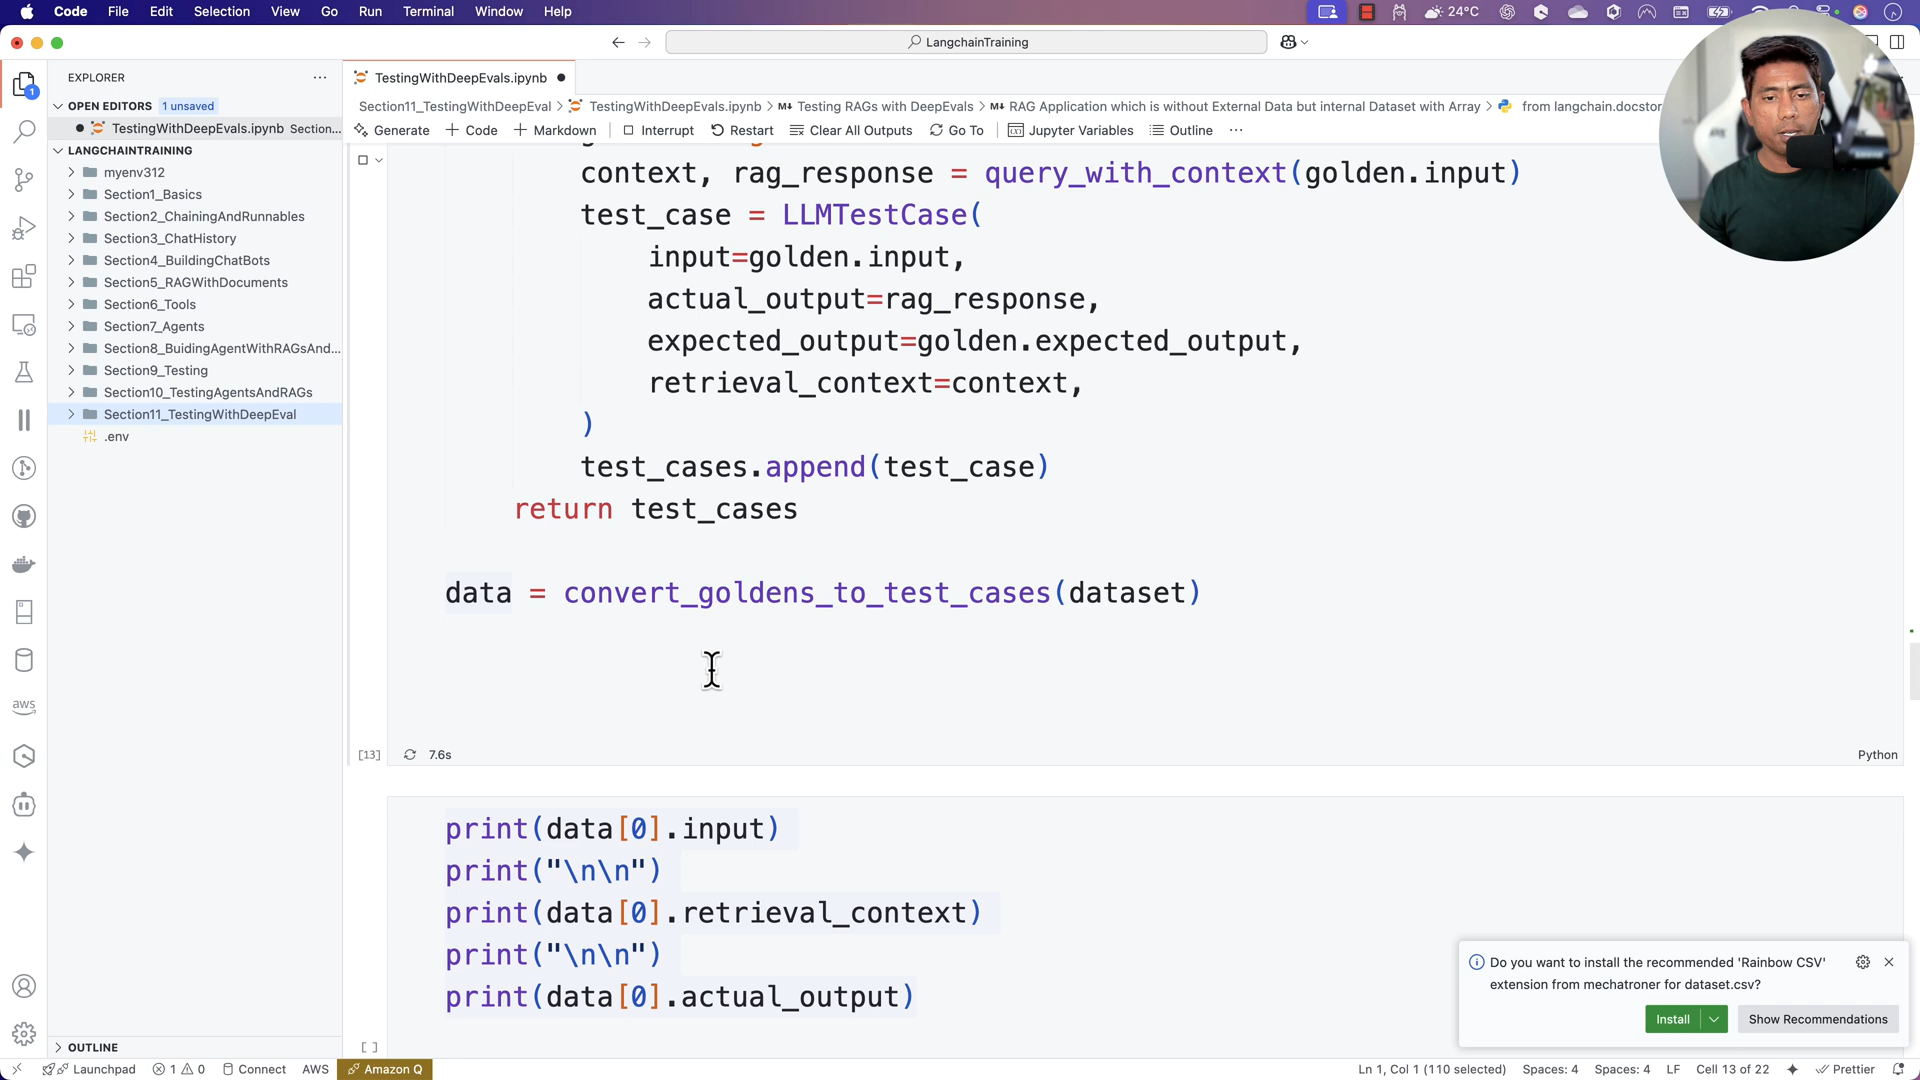 Code File Edit Selection View Go Run Terminal Window Help
24°C
LangchainTraining
EXPLORER
TestingWithDeepEvals.ipynb
OPEN EDITORS 1 unsaved
TestingWithDeepEvals.ipynb Section...
LANGCHAINTRAINING
myenv312
Section1_Basics
Section2_ChainingAndRunnables
Section3_ChatHistory
Section4_BuildingChatBots
Section5_RAGWithDocuments
Section6_Tools
Section7_Agents
Section8_BuidingAgentWithRAGsAnd...
Section9_Testing
Section10_TestingAgentsAndRAGs
Section11_TestingWithDeepEval
.env
aws
1
OUTLINE
Section11_TestingWithDeepEval > TestingWithDeepEvals.ipynb > M↓ Testing RAGs with DeepEvals > M↓ RAG Application which is without External Data but internal Dataset with Array > from langchain.docstor
Generate + Code + Markdown Interrupt Restart Clear All Outputs Go To Jupyter Variables Outline ...
context, rag_response = query_with_context(golden.input)
test_case = LLMTestCase(
input=golden.input,
actual_output=rag_response,
expected_output=golden.expected_output,
retrieval_context=context,
)
test_cases.append(test_case)
return test_cases
data = convert_goldens_to_test_cases(dataset)
[13] 7.6s Python
print(data[0].input)
print("\n\n")
print(data[0].retrieval_context)
print("\n\n")
print(data[0].actual_output)
[ ]
Do you want to install the recommended 'Rainbow CSV'
extension from mechatroner for dataset.csv?
Install Show Recommendations
Launchpad 1 0 Connect AWS Amazon Q Ln 1, Col 1 (110 selected) Spaces: 4 Spaces: 4 LF Cell 13 of 22 Prettier